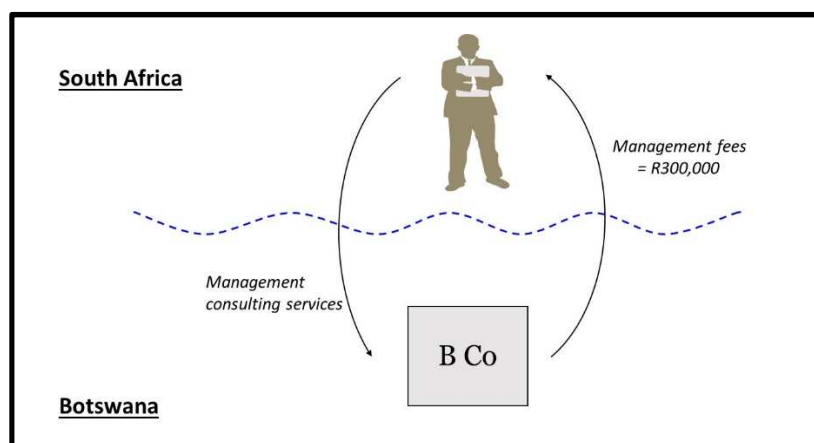 South Africa
Management fees
= R300,000
Management
consulting services
B Co
Botswana